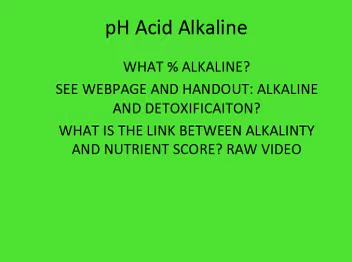 pH Acid Alkaline
WHAT % ALKALINE?
SEE WEBPAGE AND HANDOUT: ALKALINE
AND DETOXIFICAITON?
WHAT IS THE LINK BETWEEN ALKALINTY
AND NUTRIENT SCORE? RAW VIDEO